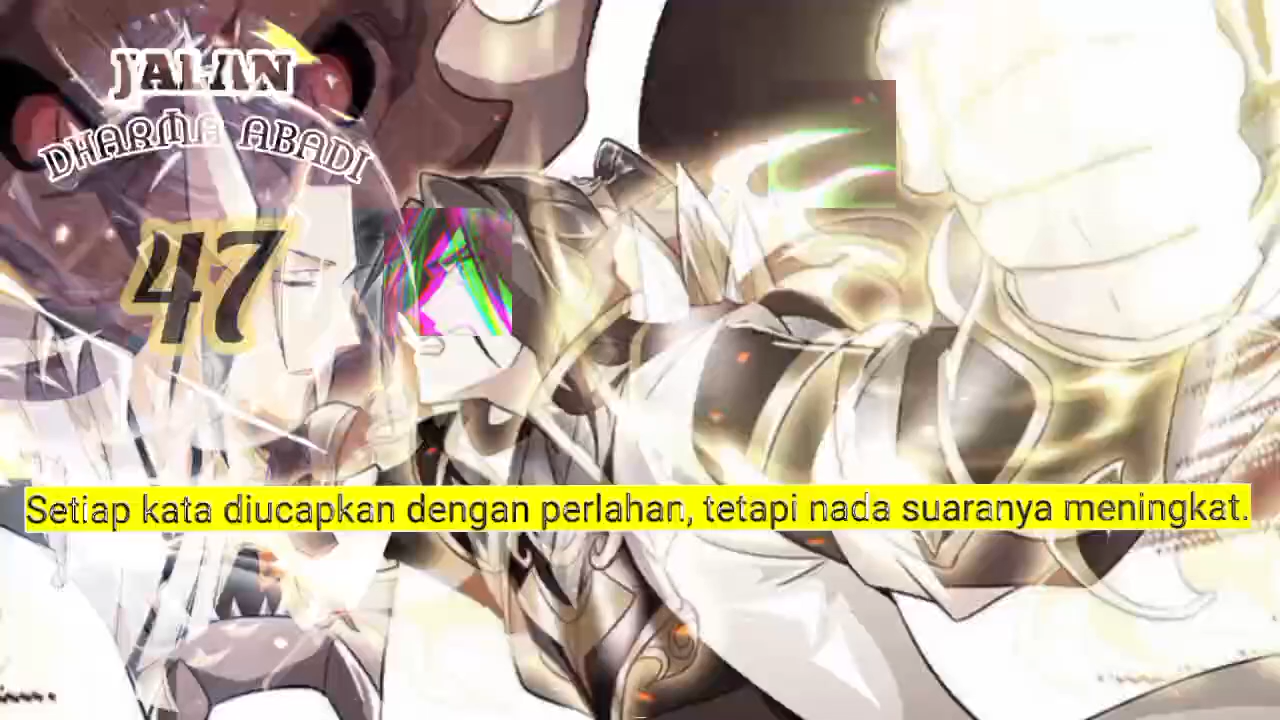 JALAN
DHARMA ABADI
47
Setiap kata diucapkan dengan perlahan, tetapi nada suaranya meningkat.